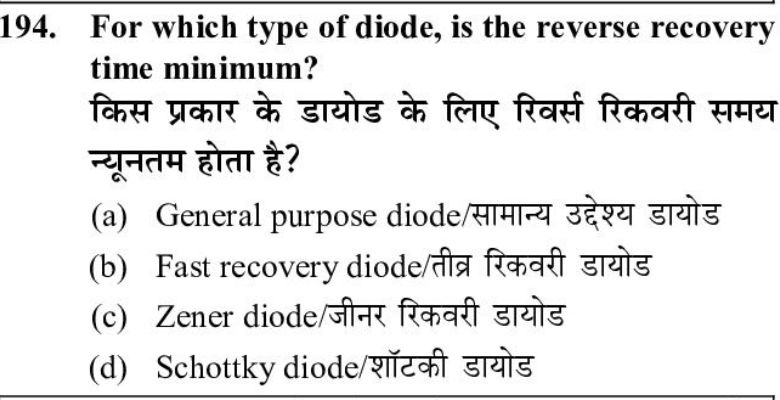 194. For which type of diode, is the reverse recovery
time minimum?
किस प्रकार के डायोड के लिए रिवर्स रिकवरी समय
न्यूनतम होता है?
(a) General purpose diode/सामान्य उद्देश्य डायोड
(b) Fast recovery diode/तीव्र रिकवरी डायोड
(c) Zener diode/जीनर रिकवरी डायोड
(d) Schottky diode/शॉटकी डायोड